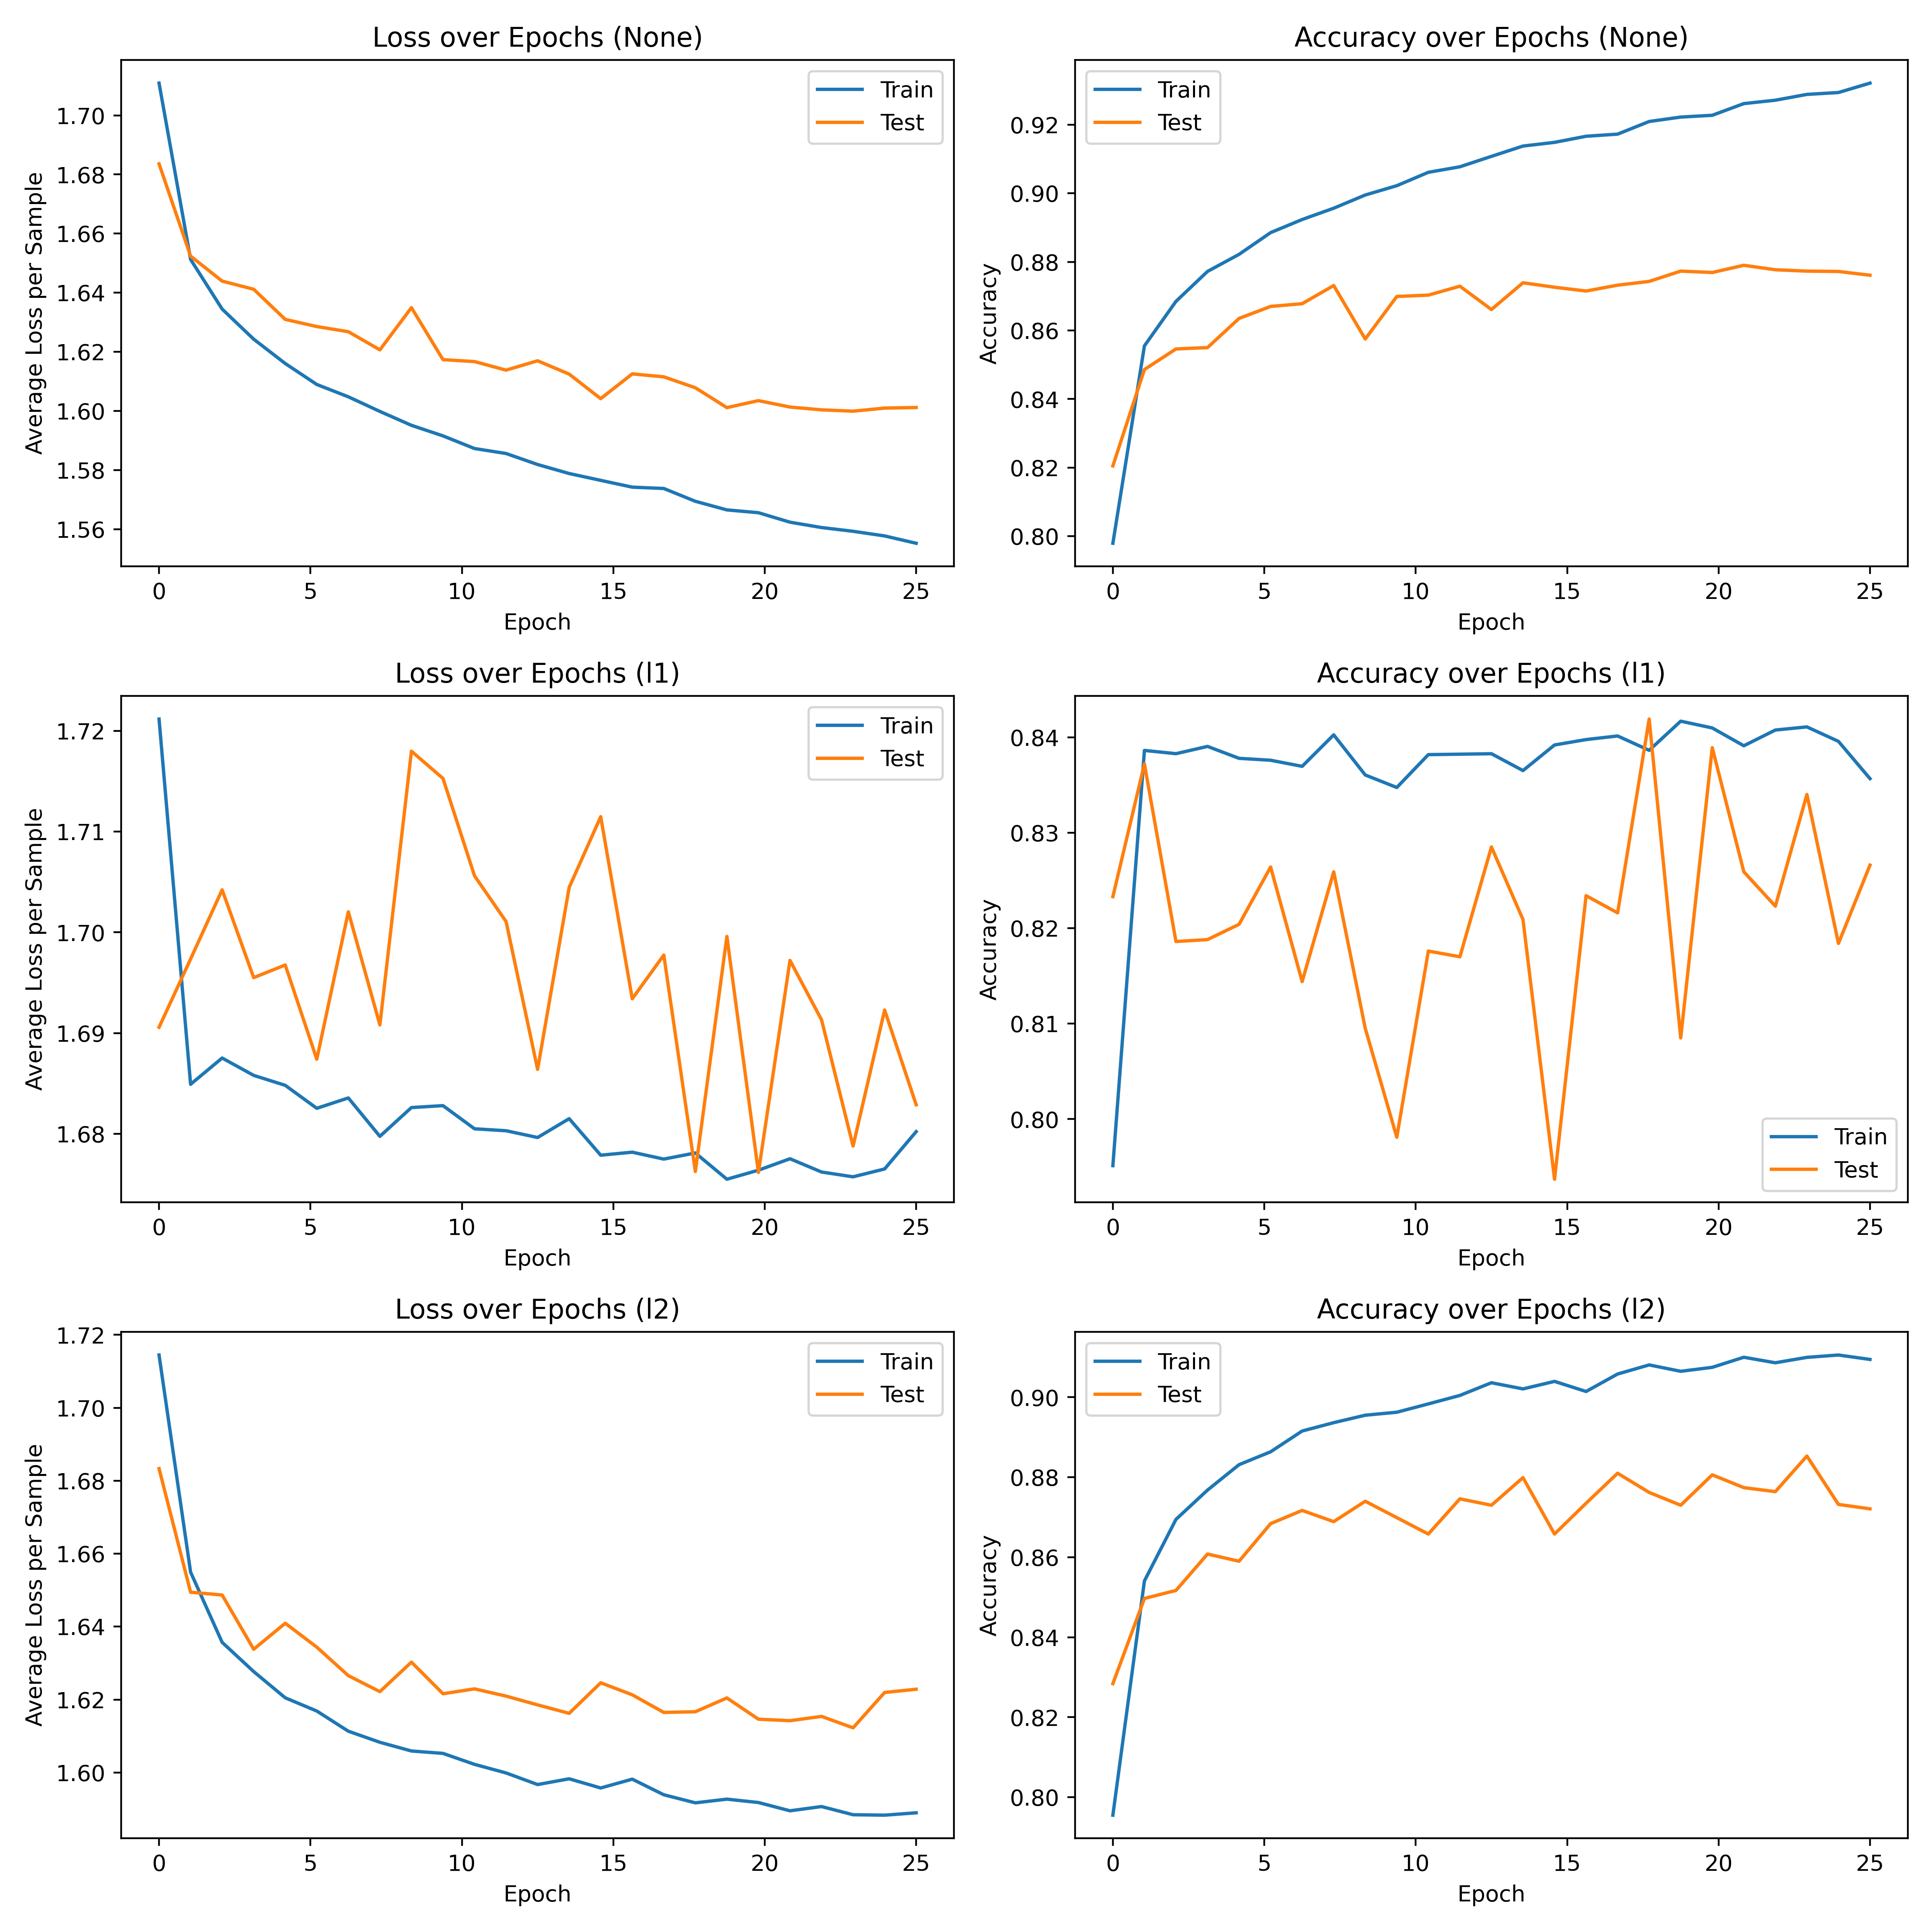 Loss over Epochs (None)
Average Loss per Sample
1.70
1.68
1.66
1.64
1.62
1.60
1.58
1.56
0 5 10 15 20 25
Epoch
Train
Test
Accuracy over Epochs (None)
Accuracy
0.92
0.90
0.88
0.86
0.84
0.82
0.80
0 5 10 15 20 25
Epoch
Train
Test
Loss over Epochs (l1)
Average Loss per Sample
1.72
1.71
1.70
1.69
1.68
0 5 10 15 20 25
Epoch
Train
Test
Accuracy over Epochs (l1)
Accuracy
0.84
0.83
0.82
0.81
0.80
0 5 10 15 20 25
Epoch
Train
Test
Loss over Epochs (l2)
Average Loss per Sample
1.72
1.70
1.68
1.66
1.64
1.62
1.60
0 5 10 15 20 25
Epoch
Train
Test
Accuracy over Epochs (l2)
Accuracy
0.90
0.88
0.86
0.84
0.82
0.80
0 5 10 15 20 25
Epoch
Train
Test